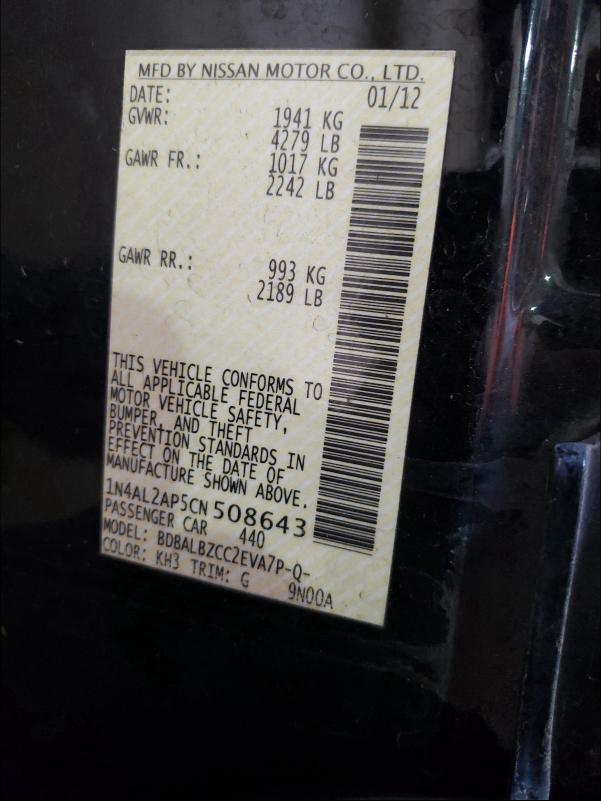 MFD BY NISSAN MOTOR CO., LTD.
DATE: 01/12
GVWR: 1941 KG
4279 LB
GAWR FR.: 1017 KG
2242 LB
GAWR RR.: 993 KG
2189 LB
THIS VEHICLE CONFORMS TO
ALL APPLICABLE FEDERAL
MOTOR VEHICLE SAFETY,
BUMPER, AND THEFT
PREVENTION STANDARDS IN
EFFECT ON THE DATE OF
MANUFACTURE SHOWN ABOVE.
1N4AL2AP5CN508643
PASSENGER CAR 440
MODEL: BDBALBZCC2EVA7P-Q-
COLOR: KH3 TRIM: G 9N00A